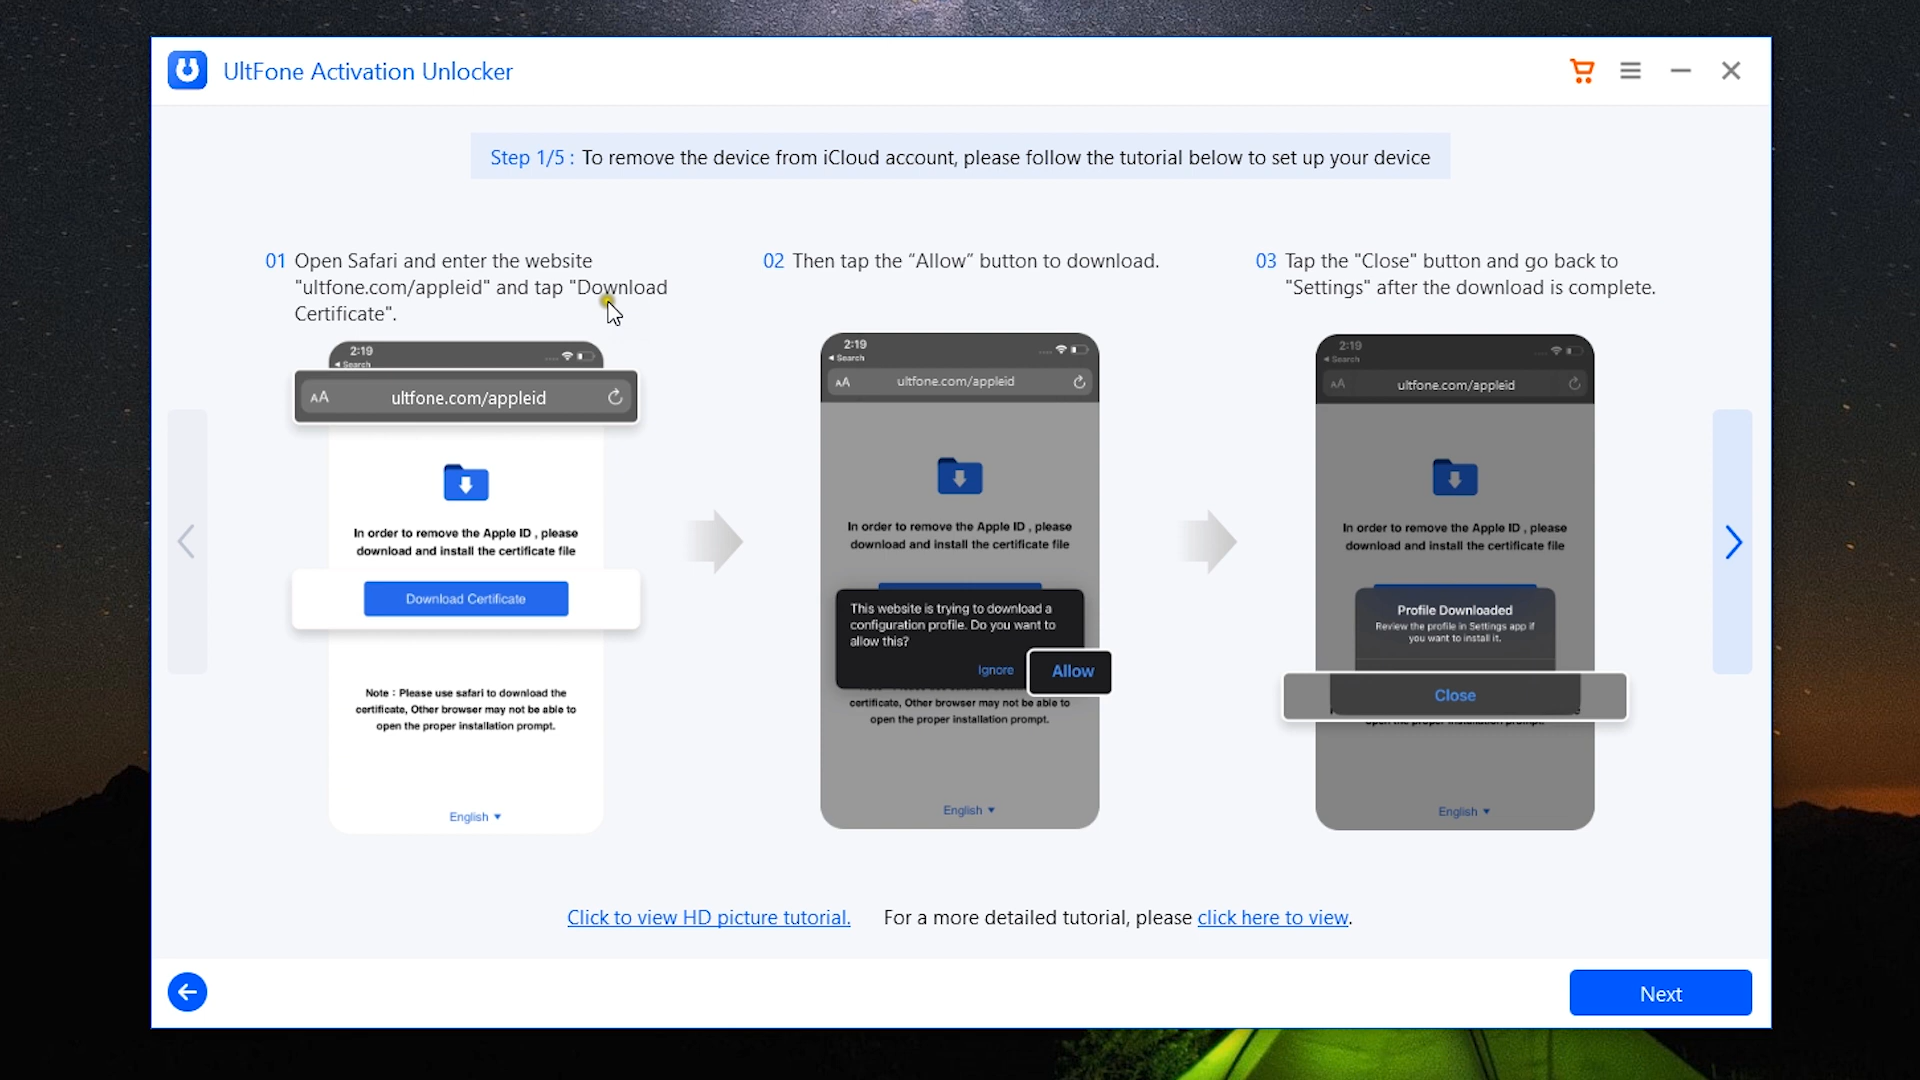 UltFone Activation Unlocker
Step 1/5 : To remove the device from iCloud account, please follow the tutorial below to set up your device
01 Open Safari and enter the website
"ultfone.com/appleid" and tap "Download
Certificate".
2:19
Search
AA ultfone.com/appleid
In order to remove the Apple ID , please
download and install the certificate file
Download Certificate
Note : Please use safari to download the
certificate, Other browser may not be able to
open the proper installation prompt.
English
02 Then tap the “Allow” button to download.
2:19
Search
AA ultfone.com/appleid
In order to remove the Apple ID , please
download and install the certificate file
This website is trying to download a
configuration profile. Do you want to
allow this?
Ignore Allow
certificate, Other browser may not be able to
open the proper installation prompt.
English
03 Tap the "Close" button and go back to
"Settings" after the download is complete.
2:19
Search
AA ultfone.com/appleid
In order to remove the Apple ID , please
download and install the certificate file
Profile Downloaded
Review the profile in Settings app if
you want to install it.
Close
English
Click to view HD picture tutorial. For a more detailed tutorial, please click here to view.
Next